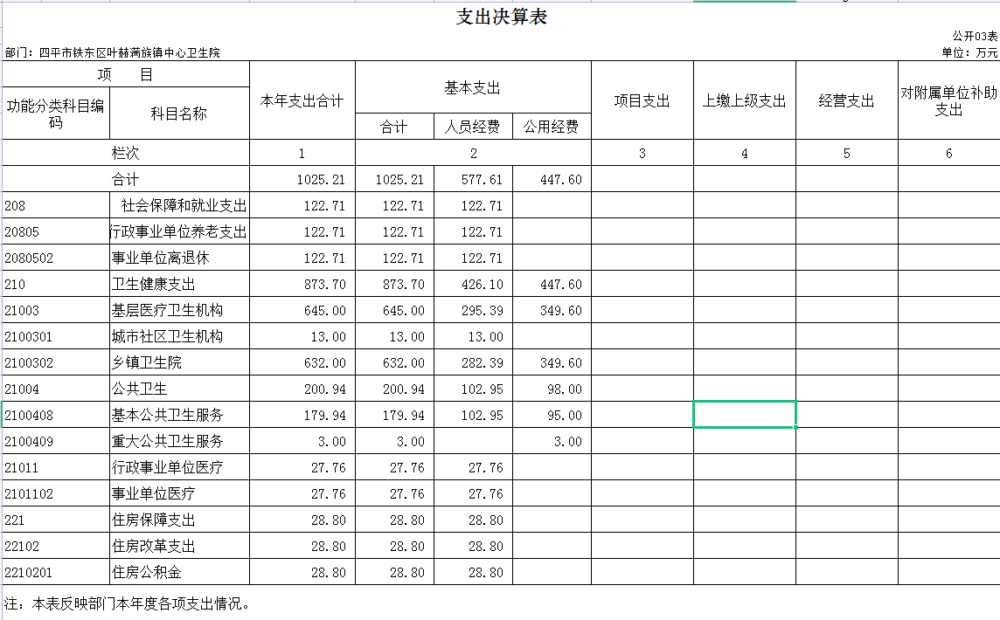 支出决算表
公开03表
部门：四平市铁东区叶赫满族镇中心卫生院 单位：万元
项 目 本年支出合计 基本支出 项目支出 上缴上级支出 经营支出 对附属单位补助支出
功能分类科目编码 科目名称 合计 人员经费 公用经费
栏次 1 2 3 4 5 6
合计 1025.21 1025.21 577.61 447.60
208 社会保障和就业支出 122.71 122.71 122.71
20805 行政事业单位养老支出 122.71 122.71 122.71
2080502 事业单位离退休 122.71 122.71 122.71
210 卫生健康支出 873.70 873.70 426.10 447.60
21003 基层医疗卫生机构 645.00 645.00 295.39 349.60
2100301 城市社区卫生机构 13.00 13.00 13.00
2100302 乡镇卫生院 632.00 632.00 282.39 349.60
21004 公共卫生 200.94 200.94 102.95 98.00
2100408 基本公共卫生服务 179.94 179.94 102.95 95.00
2100409 重大公共卫生服务 3.00 3.00 3.00
21011 行政事业单位医疗 27.76 27.76 27.76
2101102 事业单位医疗 27.76 27.76 27.76
221 住房保障支出 28.80 28.80 28.80
22102 住房改革支出 28.80 28.80 28.80
2210201 住房公积金 28.80 28.80 28.80
注：本表反映部门本年度各项支出情况。